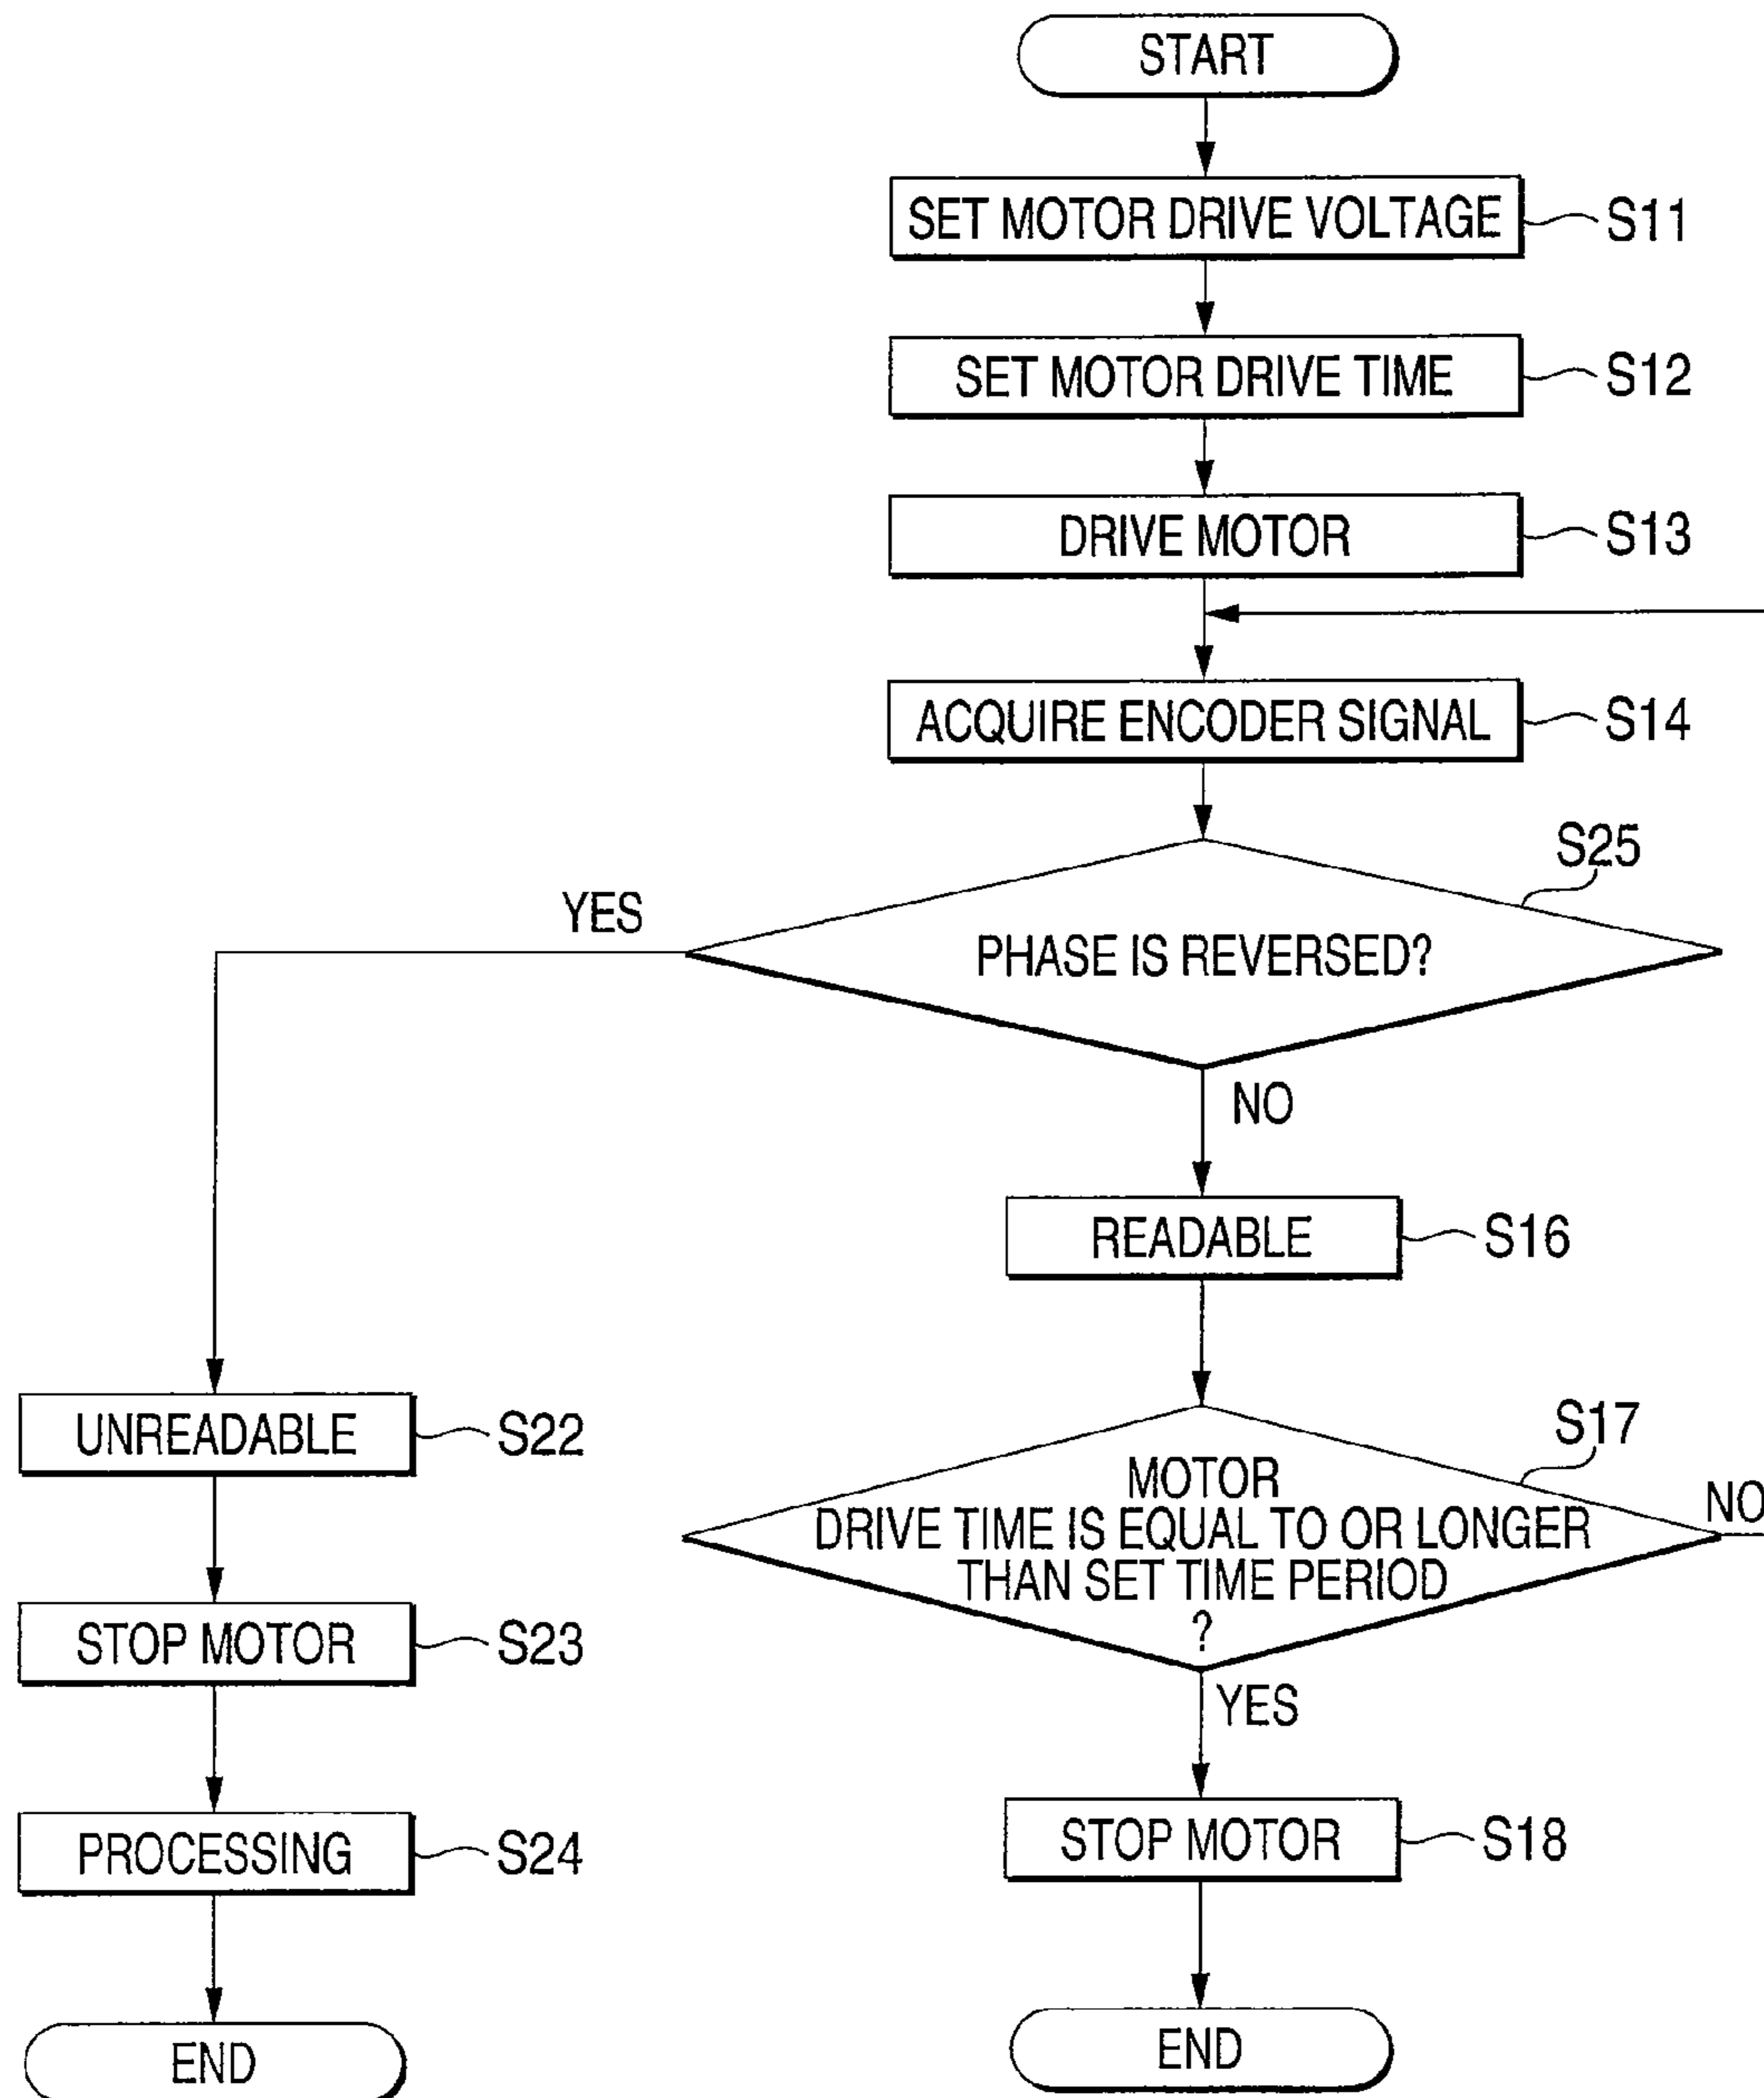 START
SET MOTOR DRIVE VOLTAGE
S11
SET MOTOR DRIVE TIME
S12
DRIVE MOTOR
S13
ACQUIRE ENCODER SIGNAL
S14
S25
YES
PHASE IS REVERSED?
NO
READABLE
S16
S17
MOTOR
DRIVE TIME IS EQUAL TO OR LONGER
THAN SET TIME PERIOD
?
NO
YES
STOP MOTOR
S18
END
UNREADABLE
S22
STOP MOTOR
S23
PROCESSING
S24
END